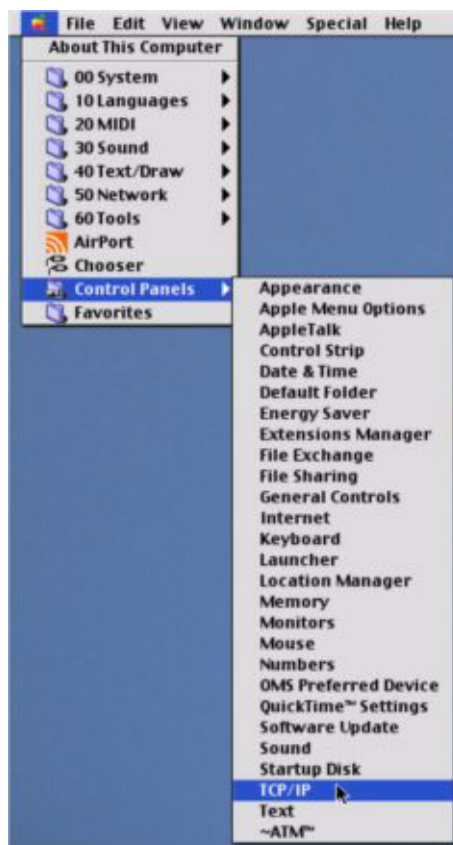 File Edit View Window Special Help
About This Computer
00 System
10 Languages
20 MIDI
30 Sound
40 Text/Draw
50 Network
60 Tools
AirPort
Chooser
Control Panels
Favorites
Appearance
Apple Menu Options
AppleTalk
Control Strip
Date & Time
Default Folder
Energy Saver
Extensions Manager
File Exchange
File Sharing
General Controls
Internet
Keyboard
Launcher
Location Manager
Memory
Monitors
Mouse
Numbers
OMS Preferred Device
QuickTime™ Settings
Software Update
Sound
Startup Disk
TCP/IP
Text
~ATM™